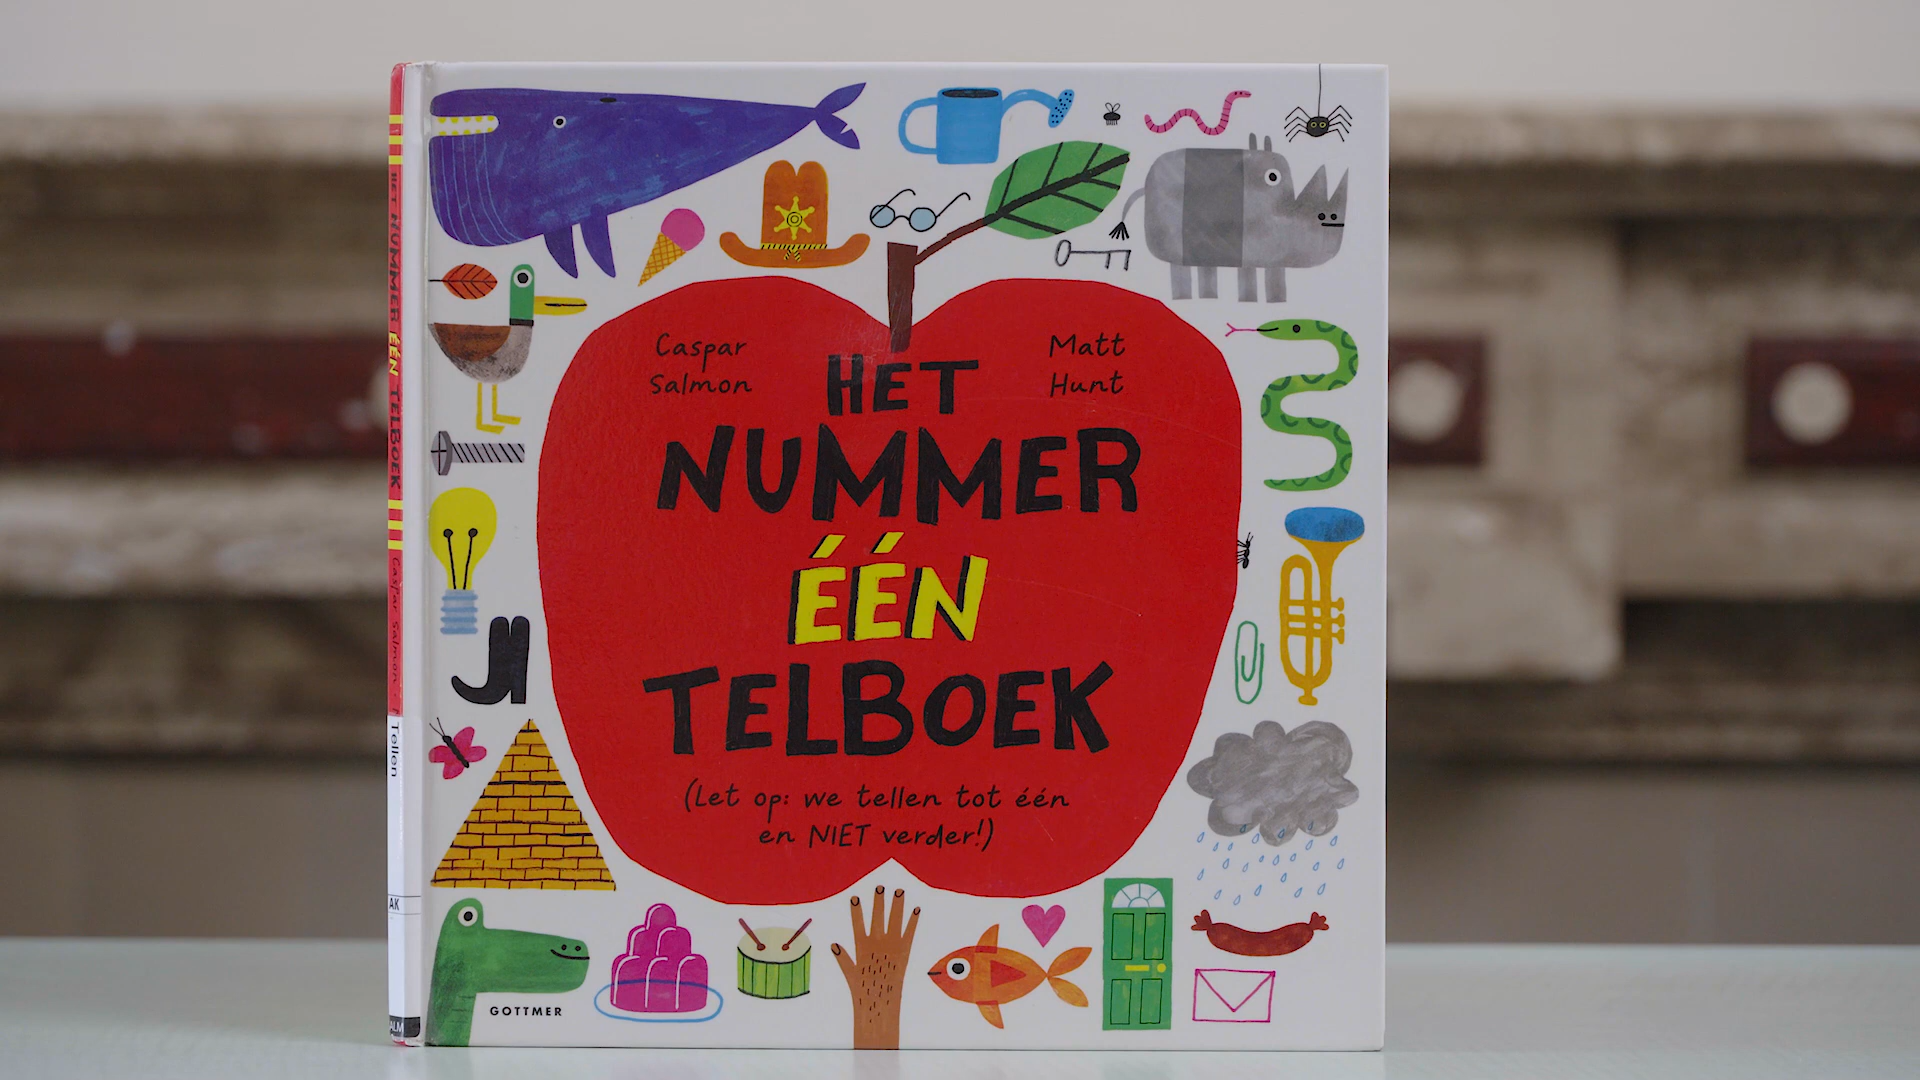 Caspar
Salmon
Matt
Hunt
HET
NUMMER
ÉÉN
TELBOEK
(Let op: we tellen tot één
en NIET verder!)
GOTTMER
HET NUMMER ÉÉN TELBOEK
Caspar Salmon
Tellen
AK
ALM